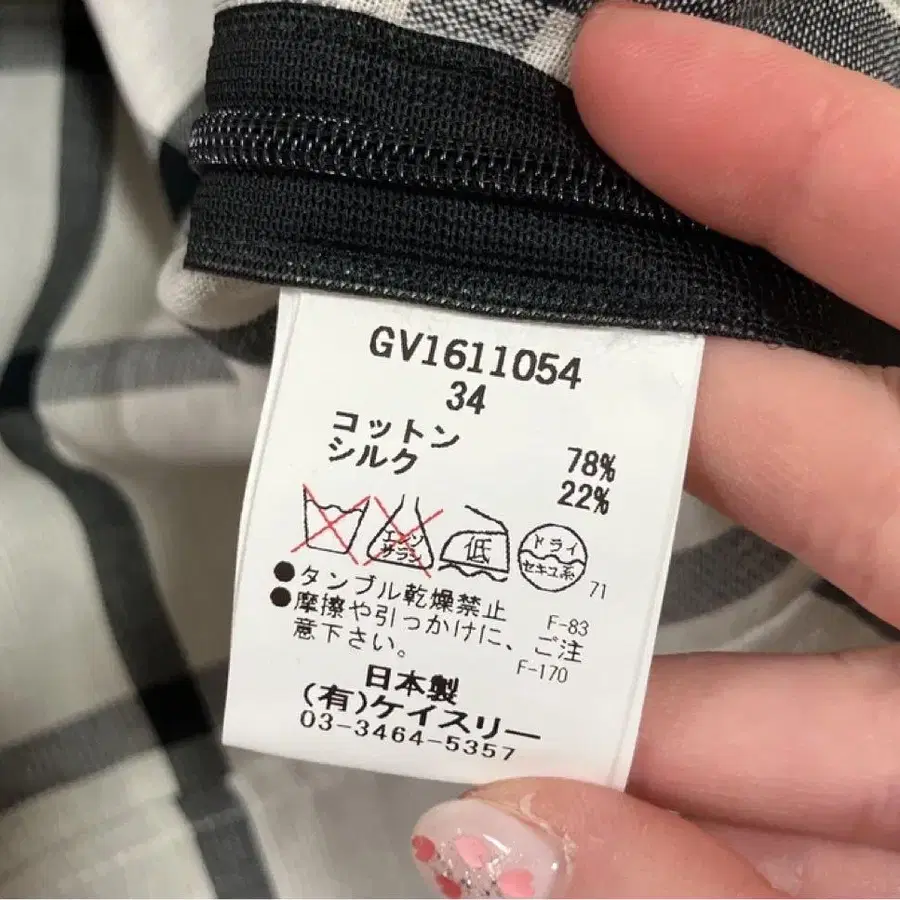 GV1611054
34
コットン 78%
シルク 22%
エンソ
サラシ
低
ドライ
セキユ系
71
●タンブル乾燥禁止
F-83
●摩擦や引っかけに、ご注
意下さい。
F-170
日本製
(有)ケイスリー
03-3464-5357